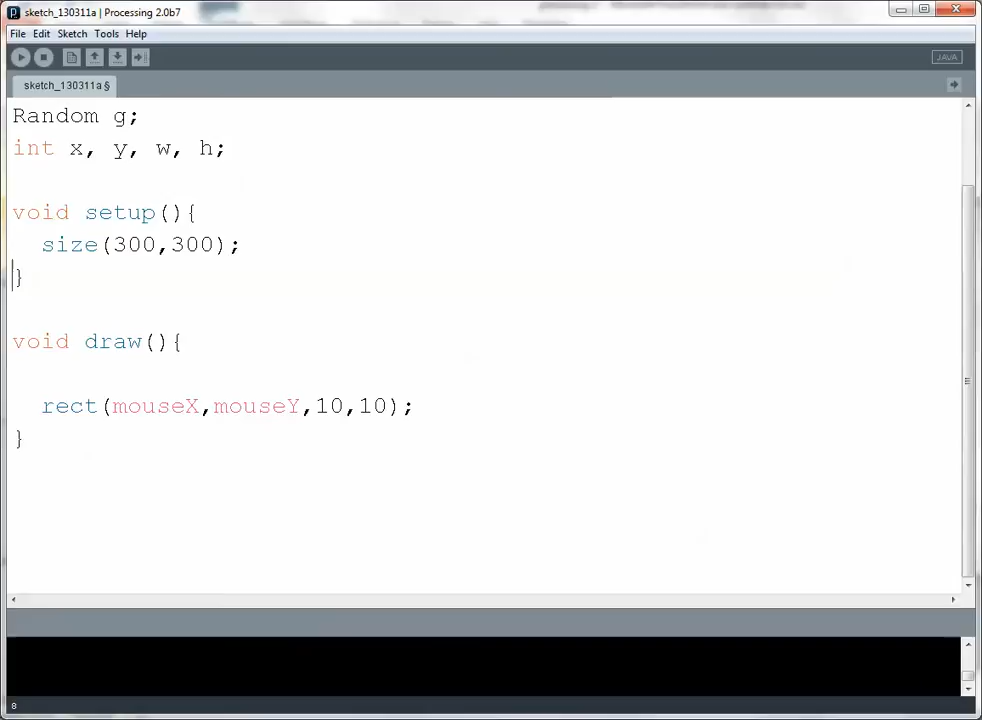 sketch_130311a | Processing 2.0b7
File Edit Sketch Tools Help
JAVA
sketch_130311a §
Random g;
int x, y, w, h;
void setup(){
size(300,300);
}
void draw(){
rect(mouseX,mouseY,10,10);
}
8